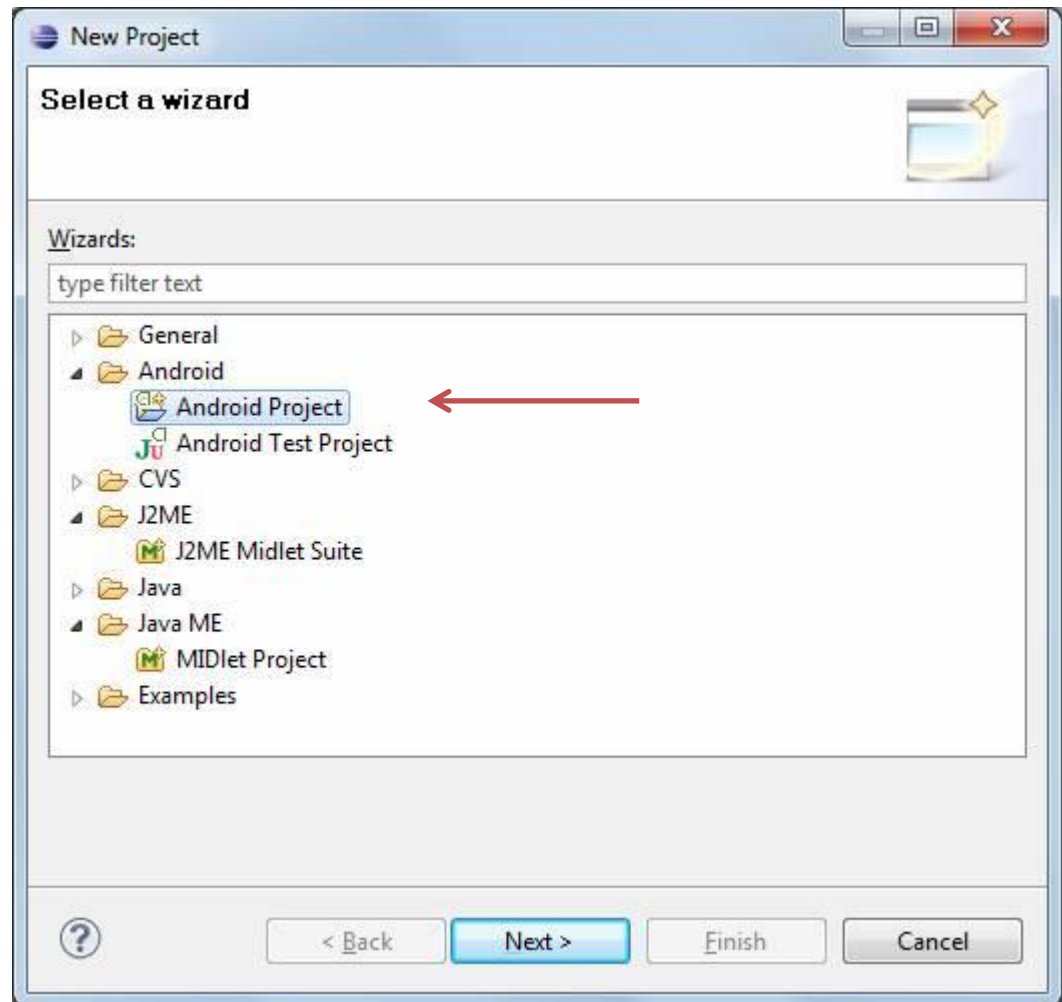 New Project
Select a wizard
Wizards:
type filter text
General
Android
Android Project
Android Test Project
CVS
J2ME
J2ME Midlet Suite
Java
Java ME
MIDlet Project
Examples
? < Back Next > Finish Cancel